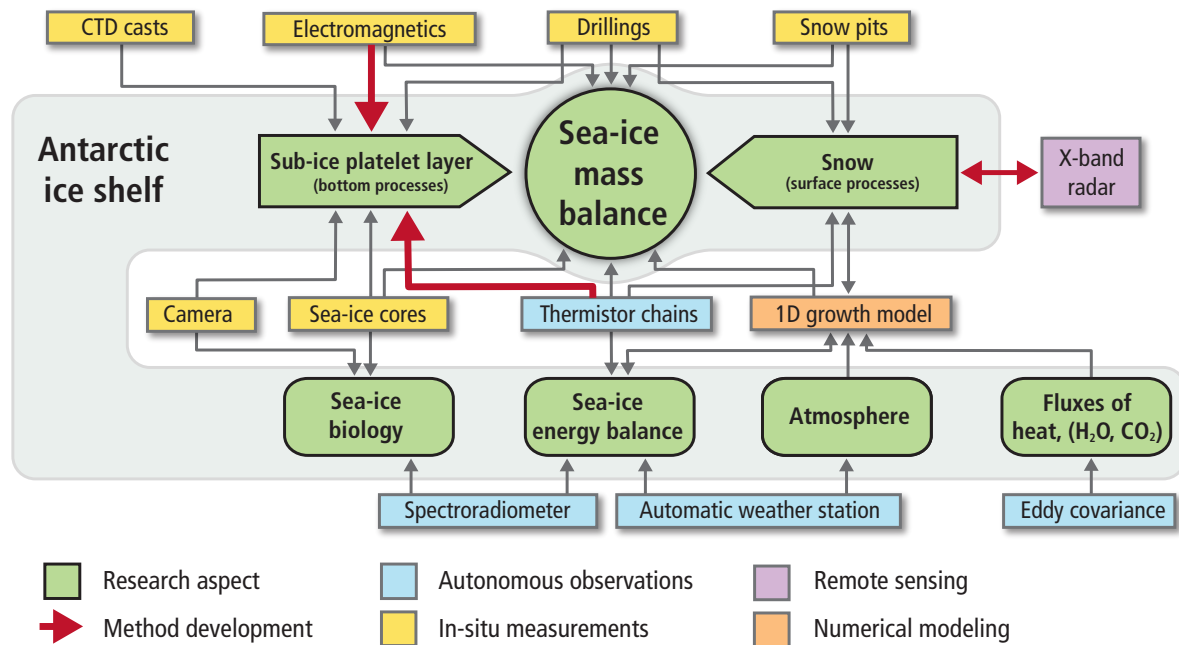 CTD casts
Electromagnetics
Drillings
Snow pits
Antarctic
ice shelf
Sub-ice platelet layer
(bottom processes)
Sea-ice
mass
balance
Snow
(surface processes)
X-band
radar
Camera
Sea-ice cores
Thermistor chains
1D growth model
Sea-ice
biology
Sea-ice
energy balance
Atmosphere
Fluxes of
heat, (H₂O, CO₂)
Spectroradiometer
Automatic weather station
Eddy covariance
Research aspect
Autonomous observations
Remote sensing
Method development
In-situ measurements
Numerical modeling